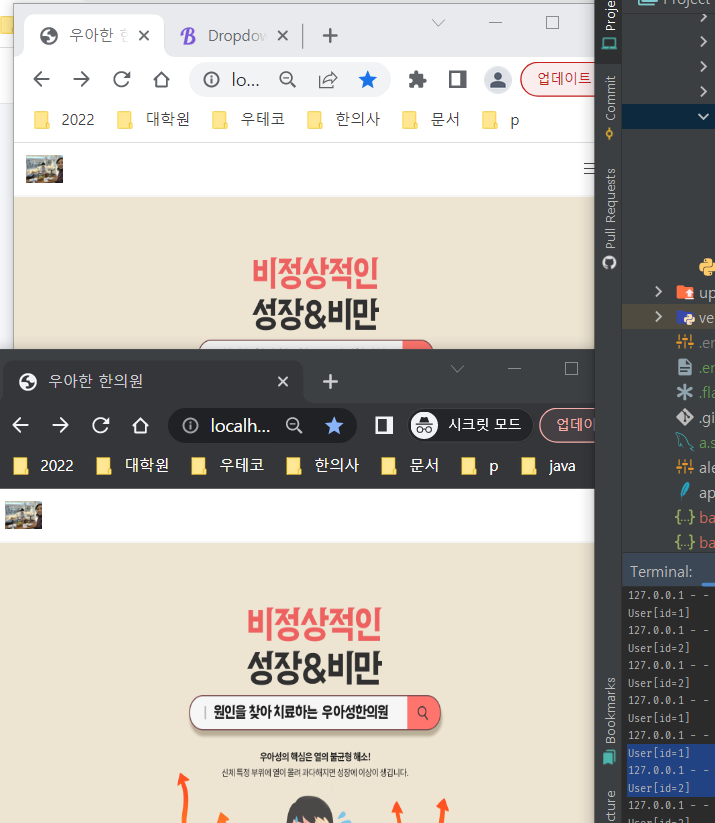 우아한 한
Dropdow
lo...
업데이트
2022
대학원
우테코
한의사
문서
p
비정상적인
성장&비만
우아한 한의원
localh...
시크릿 모드
업데이
2022
대학원
우테코
한의사
문서
p
java
비정상적인
성장&비만
원인을 찾아 치료하는 우아성한의원
우아성의 핵심은 열의 불균형 해소!
신체 특정 부위에 열이 몰려 과다해지면 성장에 이상이 생깁니다.
Project
Proje
Commit
Pull Requests
Bookmarks
cture
up
ve
.en
.en
.fla
.gi
a.s
ale
ap
{..} ba
{..} ba
Terminal:
127.0.0.1 - -
User[id=1]
127.0.0.1 - -
User[id=2]
127.0.0.1 - -
User[id=2]
127.0.0.1 - -
User[id=1]
127.0.0.1 - -
User[id=1]
127.0.0.1 - -
User[id=2]
127.0.0.1 - -
User[id=2]